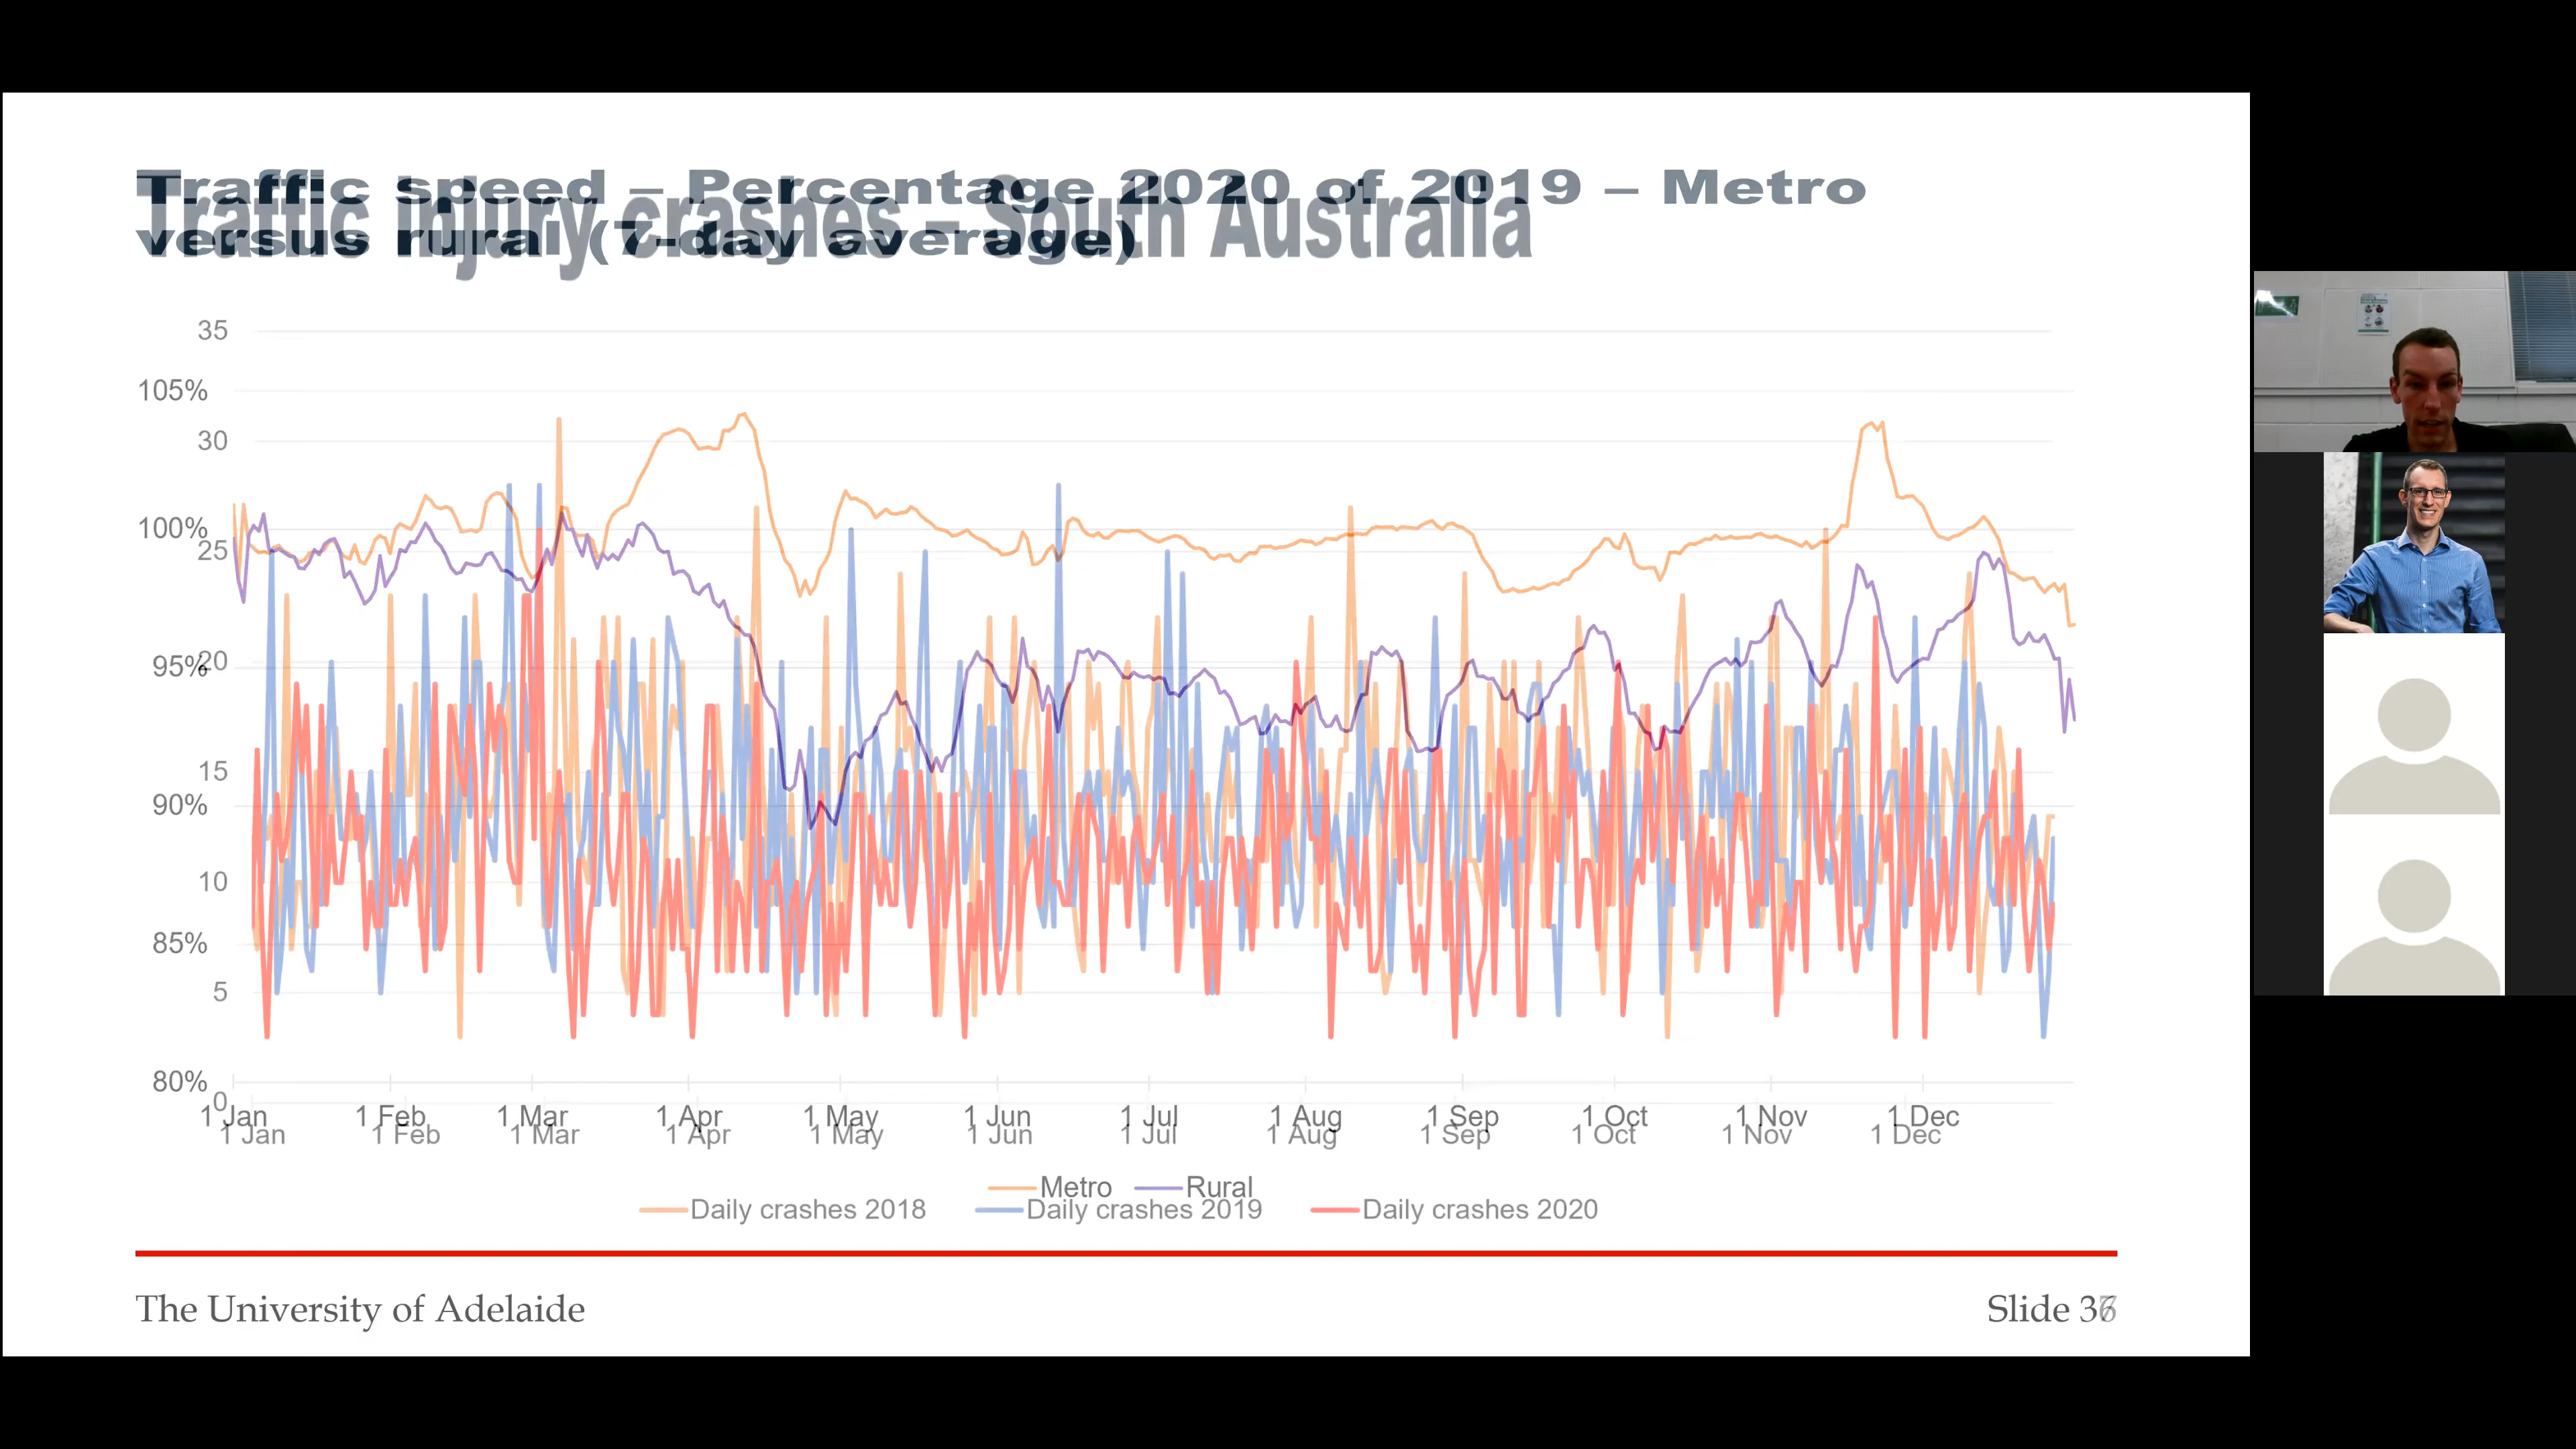 Traffic speed – Percentage 2020 of 2019 – Metro
versus rural (7-day average)
Traffic injury crashes – South Australia
35
105%
30
100%
25
95%
20
15
90%
10
85%
5
80%
0
1 Jan 1 Feb 1 Mar 1 Apr 1 May 1 Jun 1 Jul 1 Aug 1 Sep 1 Oct 1 Nov 1 Dec
1 Jan 1 Feb 1 Mar 1 Apr 1 May 1 Jun 1 Jul 1 Aug 1 Sep 1 Oct 1 Nov 1 Dec
Metro Rural
Daily crashes 2018 Daily crashes 2019 Daily crashes 2020
The University of Adelaide
Slide 3